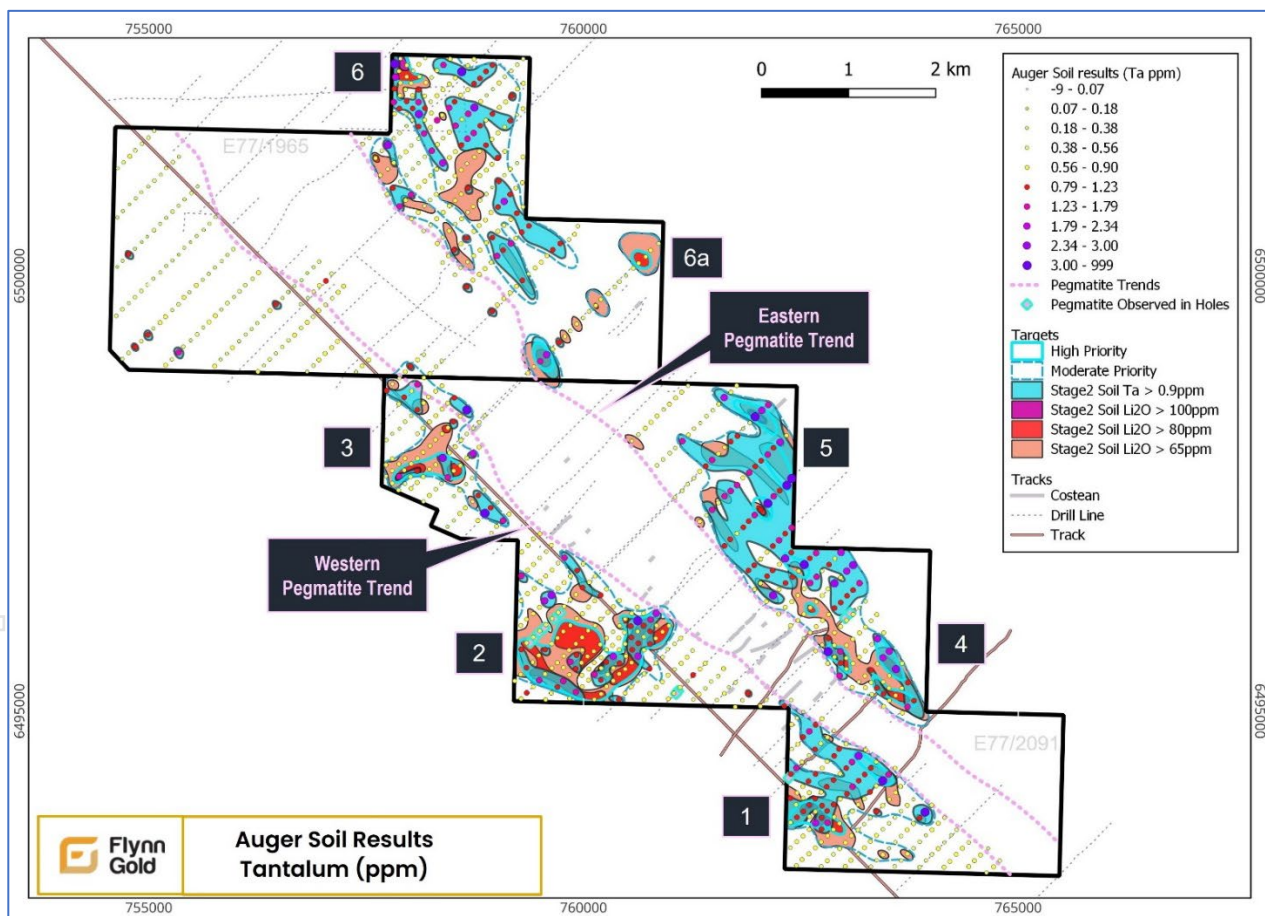 755000
760000
765000
6500000
6495000
6500000
6495000
E77/1965
6
6a
0 1 2 km
Eastern
Pegmatite Trend
3
5
Western
Pegmatite Trend
2
4
1
E77/2091
Auger Soil results (Ta ppm)
-9 - 0.07
0.07 - 0.18
0.18 - 0.38
0.38 - 0.56
0.56 - 0.90
0.79 - 1.23
1.23 - 1.79
1.79 - 2.34
2.34 - 3.00
3.00 - 999
Pegmatite Trends
Pegmatite Observed in Holes
Targets
High Priority
Moderate Priority
Stage2 Soil Ta > 0.9ppm
Stage2 Soil Li2O > 100ppm
Stage2 Soil Li2O > 80ppm
Stage2 Soil Li2O > 65ppm
Tracks
Costean
Drill Line
Track
Flynn
Gold
Auger Soil Results
Tantalum (ppm)
755000
760000
765000